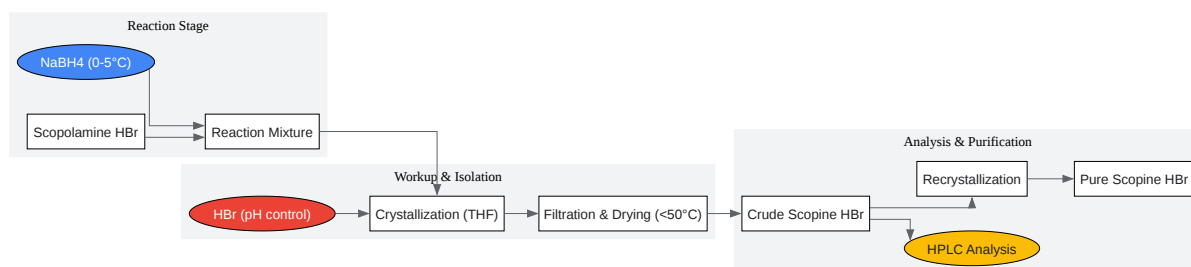 Reaction Stage
NaBH4 (0-5°C)
Scopolamine HBr
Reaction Mixture
Workup & Isolation
HBr (pH control)
Crystallization (THF)
Filtration & Drying (<50°C)
Analysis & Purification
Crude Scopine HBr
Recrystallization
Pure Scopine HBr
HPLC Analysis